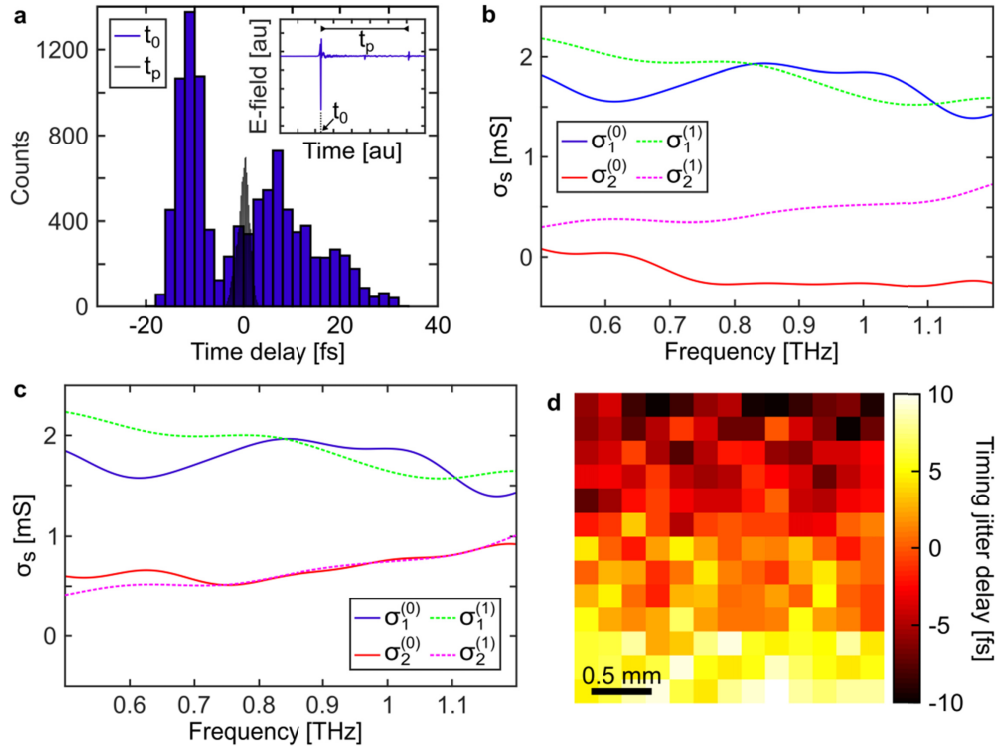 a
Counts
1200
800
400
0
-20
0
20
40
Time delay [fs]
t₀
tₚ
E-field [au]
tₚ
t₀
Time [au]
b
σₛ [mS]
2
1
0
0.6
0.7
0.8
0.9
1
1.1
Frequency [THz]
σ₁⁽⁰⁾ σ₁⁽¹⁾
σ₂⁽⁰⁾ σ₂⁽¹⁾
c
σₛ [mS]
2
1
0
0.6
0.7
0.8
0.9
1
1.1
Frequency [THz]
σ₁⁽⁰⁾ σ₁⁽¹⁾
σ₂⁽⁰⁾ σ₂⁽¹⁾
d
0.5 mm
10
5
0
-5
-10
Timing jitter delay [fs]